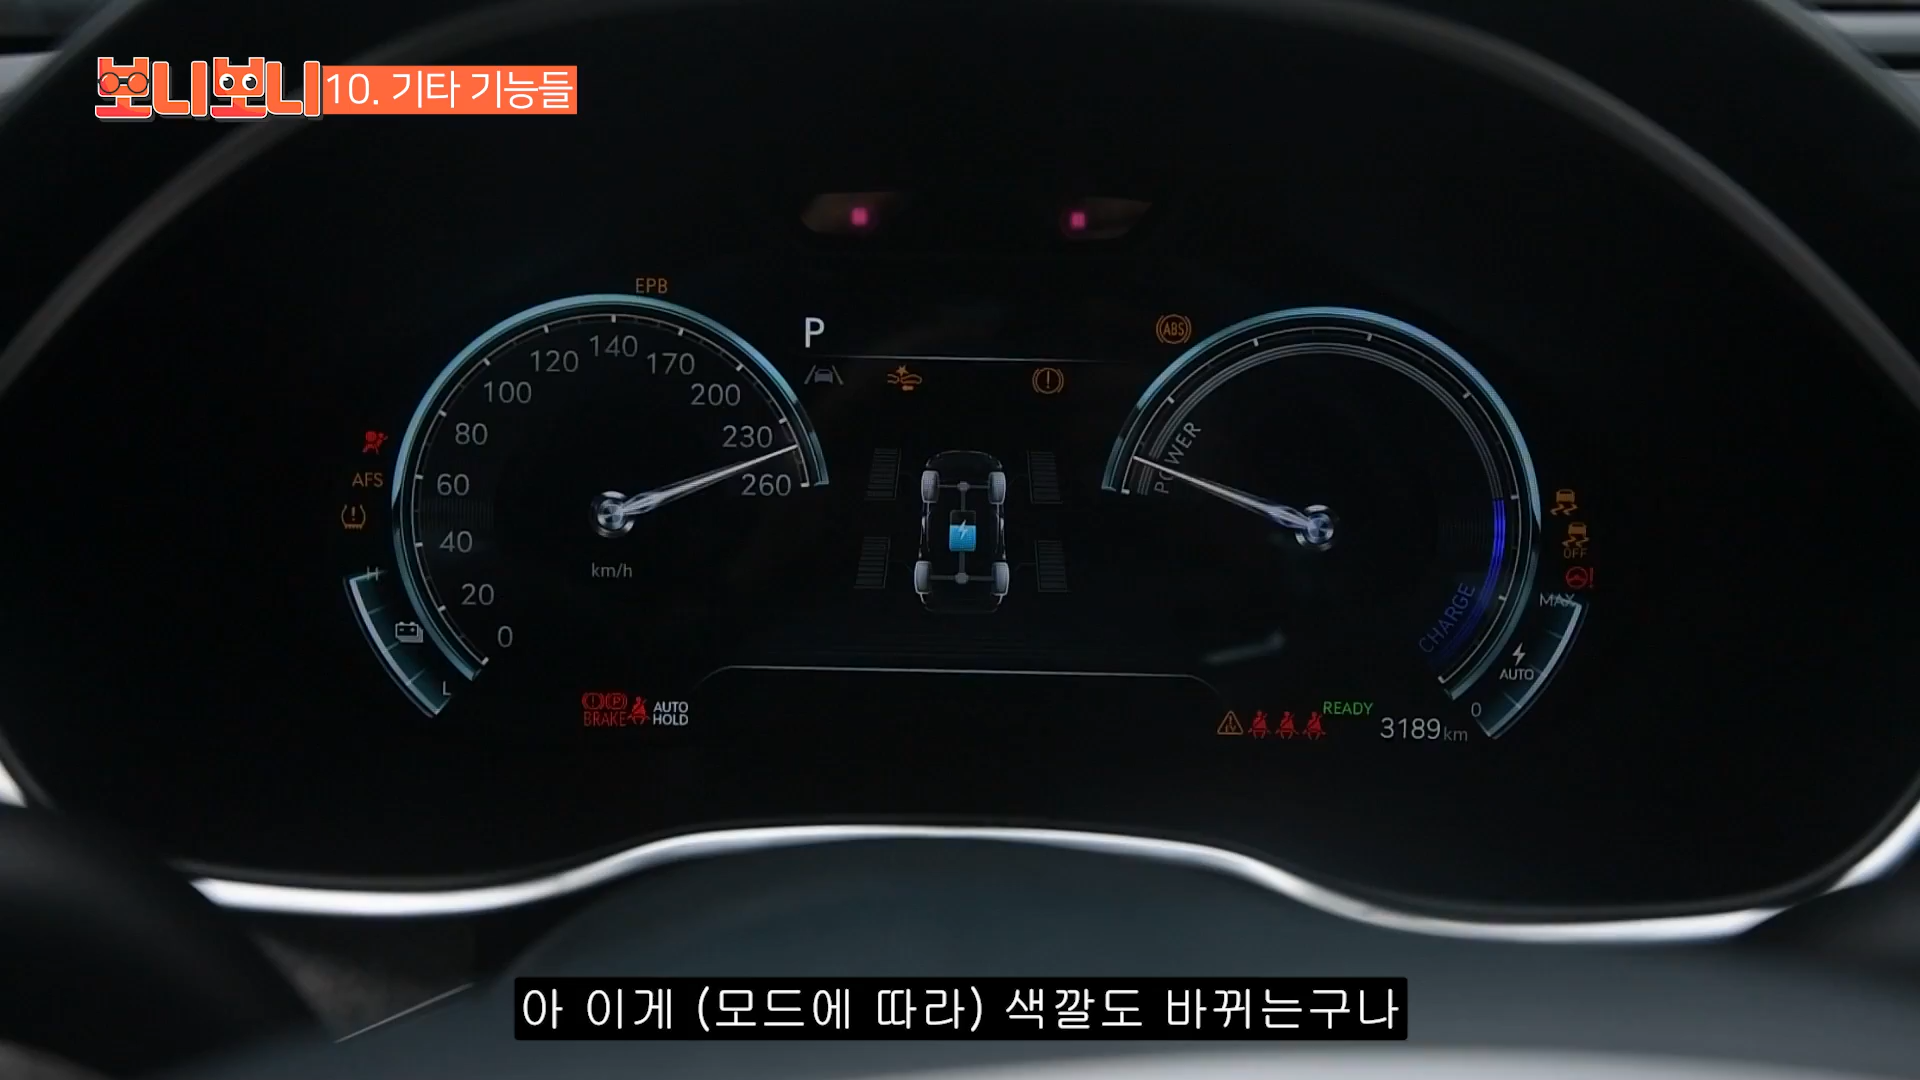 보니보니
10. 기타 기능들
EPB
P
ABS
140
120
170
100
200
80
230
60
260
40
20
0
km/h
AFS
H
L
POWER
CHARGE
OFF
MAX
AUTO
0
BRAKE
AUTO
HOLD
READY
3189km
아 이게 (모드에 따라) 색깔도 바뀌는구나